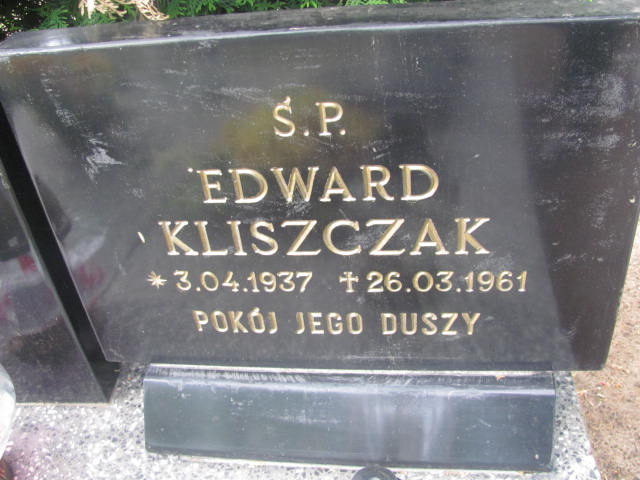 Ś.P.
EDWARD
KLISZCZAK
* 3.04.1937 † 26.03.1961
POKÓJ JEGO DUSZY